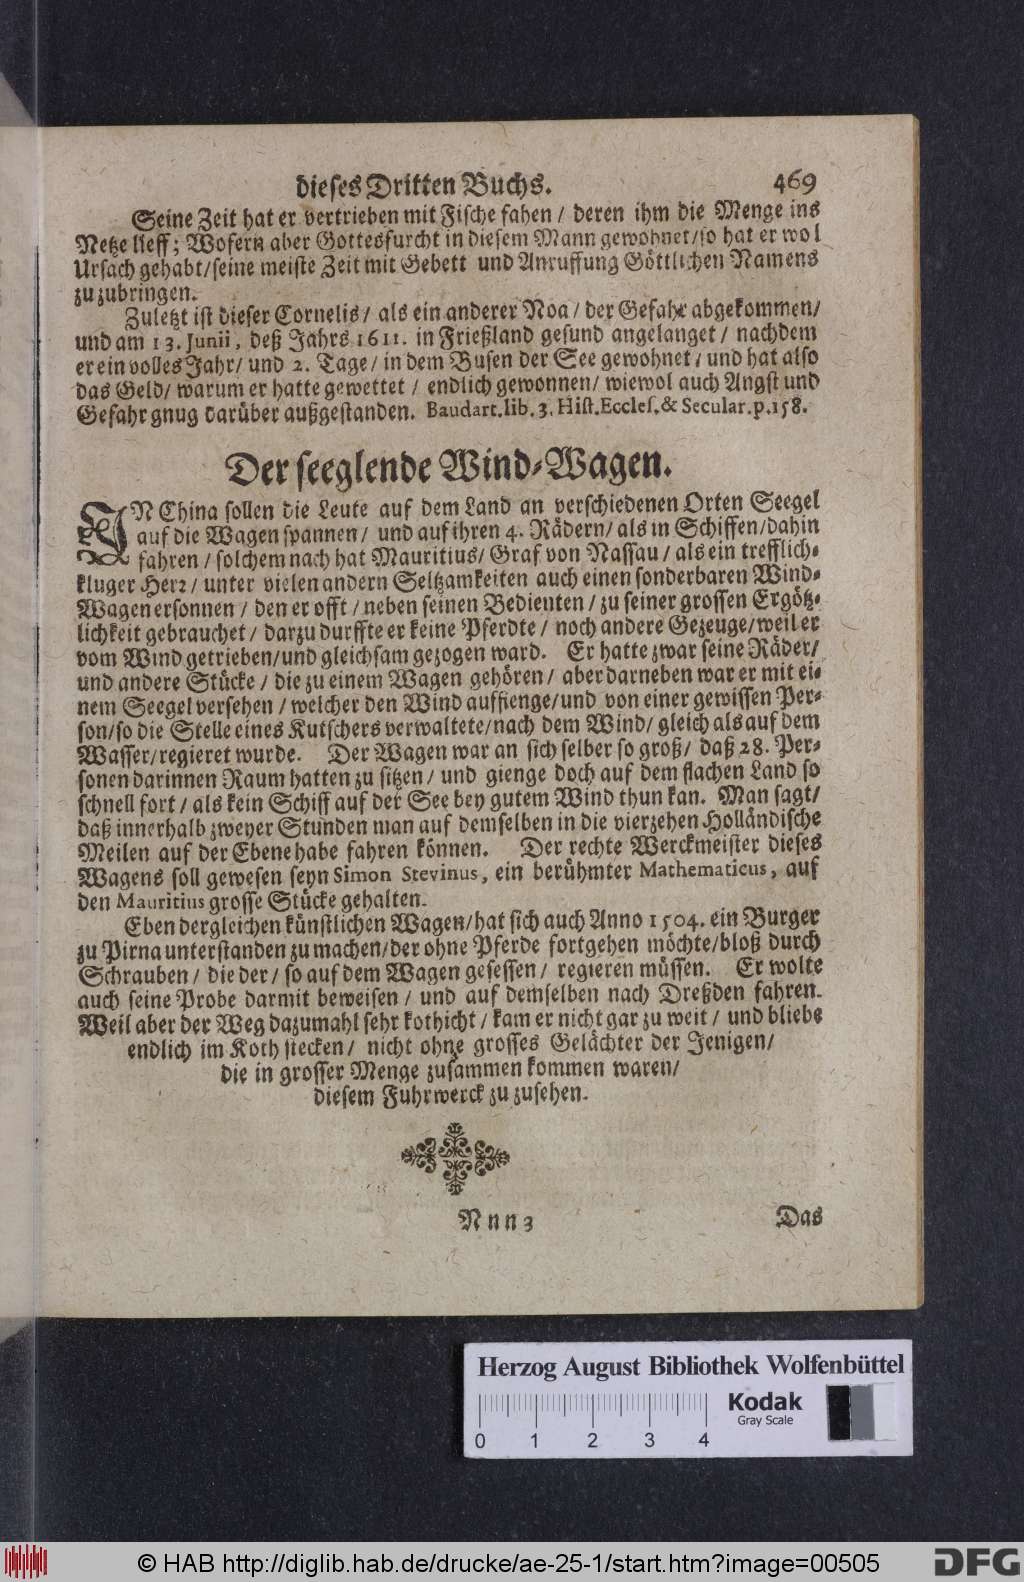 dieses Dritten Buchs. 469
Seine Zeit hat er vertrieben mit Fische fahen / deren ihm die Menge ins
Netze lieff; Wofern aber Gottesfurcht in diesem Mann gewohnet/so hat er wol
Ursach gehabt/seine meiste Zeit mit Gebett und Anruffung Göttlichen Namens
zu zubringen.
Zuletzt ist dieser Cornelis / als ein anderer Noa / der Gefahr abgekommen/
und am 13. Junii, deß Jahrs 1611. in Frießland gesund angelanget / nachdem
er ein volles Jahr/ und 2. Tage / in dem Busen der See gewohnet / und hat also
das Geld/ warum er hatte gewettet / endlich gewonnen/ wiewol auch Angst und
Gefahr gnug darüber außgestanden. Baudart. lib. 3. Hist. Eccles. & Secular. p. 158.
Der seeglende Wind-Wagen.
IN China sollen die Leute auf dem Land an verschiedenen Orten Seegel
auf die Wagen spannen / und auf ihren 4. Rädern/ als in Schiffen/dahin
fahren / solchem nach hat Mauritius/ Graf von Nassau / als ein trefflich-
kluger Herr / unter vielen andern Seltzamkeiten auch einen sonderbaren Wind-
Wagen ersonnen / den er offt / neben seinen Bedienten / zu seiner grossen Ergötz-
lichkeit gebrauchet / darzu durffte er keine Pferdte / noch andere Gezeuge/weil er
vom Wind getrieben/und gleichsam gezogen ward. Er hatte zwar seine Räder/
und andere Stücke / die zu einem Wagen gehören / aber darneben war er mit ei-
nem Seegel versehen / welcher den Wind auffienge/und von einer gewissen Per-
son/so die Stelle eines Kutschers verwaltete/nach dem Wind/ gleich als auf dem
Wasser/regieret wurde. Der Wagen war an sich selber so groß/ daß 28. Per-
sonen darinnen Raum hatten zu sitzen / und gienge doch auf dem flachen Land so
schnell fort / als kein Schiff auf der See bey gutem Wind thun kan. Man sagt/
daß innerhalb zweyer Stunden man auf demselben in die vierzehen Holländische
Meilen auf der Ebene habe fahren können. Der rechte Werckmeister dieses
Wagens soll gewesen seyn Simon Stevinus, ein berühmter Mathematicus, auf
den Mauritius grosse Stücke gehalten.
Eben dergleichen künstlichen Wagen/hat sich auch Anno 1504. ein Burger
zu Pirna unterstanden zu machen/der ohne Pferde fortgehen möchte/bloß durch
Schrauben / die der / so auf dem Wagen gesessen / regieren müssen. Er wolte
auch seine Probe darmit beweisen / und auf demselben nach Dreßden fahren.
Weil aber der Weg dazumahl sehr kothicht / kam er nicht gar zu weit / und bliebe
endlich im Koth stecken / nicht ohne grosses Gelächter der Jenigen/
die in grosser Menge zusammen kommen waren/
diesem Fuhrwerck zu zusehen.
Nnn 3 Das
Herzog August Bibliothek Wolfenbüttel
Kodak
Gray Scale
0 1 2 3 4
© HAB http://diglib.hab.de/drucke/ae-25-1/start.htm?image=00505
DFG